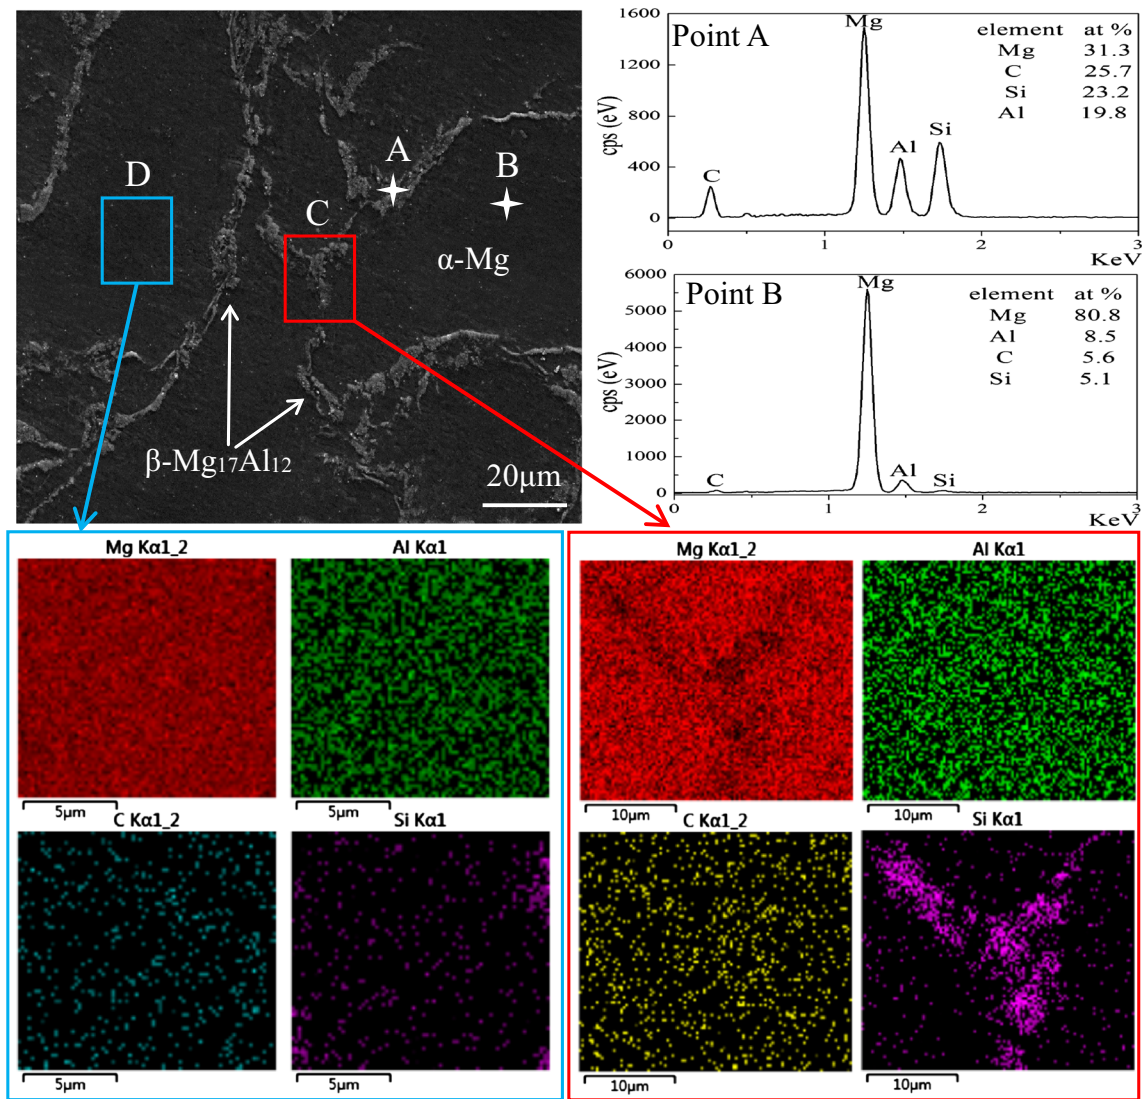 D
A
B
C
α-Mg
β-Mg₁₇Al₁₂
20μm
Point A
Mg
Al
Si
C
element at %
Mg 31.3
C 25.7
Si 23.2
Al 19.8
cps (eV)
1600
1200
800
400
0
0 1 2 3
KeV
Point B
Mg
C
Al
Si
element at %
Mg 80.8
Al 8.5
C 5.6
Si 5.1
cps (eV)
6000
5000
4000
3000
2000
1000
0
0 1 2 3
KeV
Mg Kα1_2
Al Kα1
5μm
5μm
C Kα1_2
Si Kα1
5μm
5μm
Mg Kα1_2
Al Kα1
10μm
10μm
C Kα1_2
Si Kα1
10μm
10μm